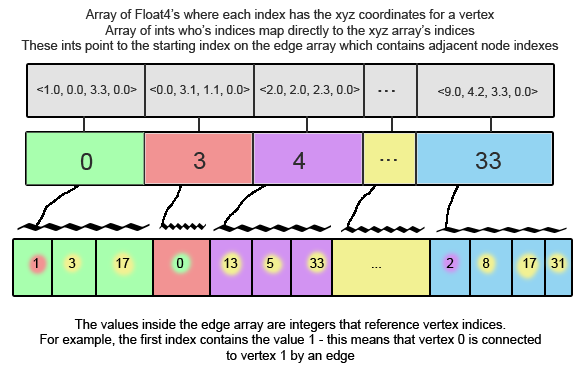 Array of Float4's where each index has the xyz coordinates for a vertex
Array of ints who's indices map directly to the xyz array's indices
These ints point to the starting index on the edge array which contains adjacent node indexes
<1.0, 0.0, 3.3, 0.0> <0.0, 3.1, 1.1, 0.0> <2.0, 2.0, 2.3, 0.0> ... <9.0, 4.2, 3.3, 0.0>
0 3 4 ... 33
1 3 17 0 13 5 33 ... 2 8 17 31
The values inside the edge array are integers that reference vertex indices.
For example, the first index contains the value 1 - this means that vertex 0 is connected
to vertex 1 by an edge